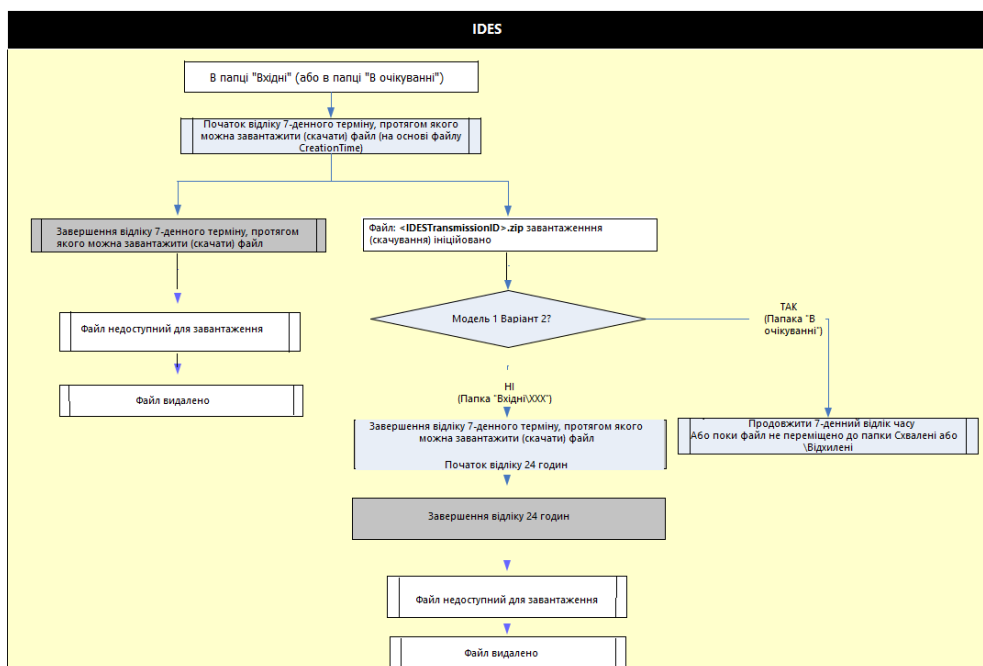 IDES
В папці "Вхідні" (або в папці "В очікуванні")
Початок відліку 7-денного терміну, протягом якого
можна завантажити (скачати) файл (на основі файлу
CreationTime)
Завершення відліку 7-денного терміну, протягом
якого можна завантажити (скачати) файл
Файл: <IDESTransmissionID>.zip завантаженння
(скачування) ініційовано
Файл недоступний для завантаження
Файл видалено
Модель 1 Варіант 2?
ТАК
(Папака "В
очікуванні")
НІ
(Папка "Вхідні\XXX")
Завершення відліку 7-денного терміну, протягом якого
можна завантажити (скачати) файл
Початок відліку 24 годин
Продовжити 7-денний відлік часу
Або поки файл не переміщено до папки Схвалені або
\Відхилені
Завершення відліку 24 годин
Файл недоступний для завантаження
Файл видалено